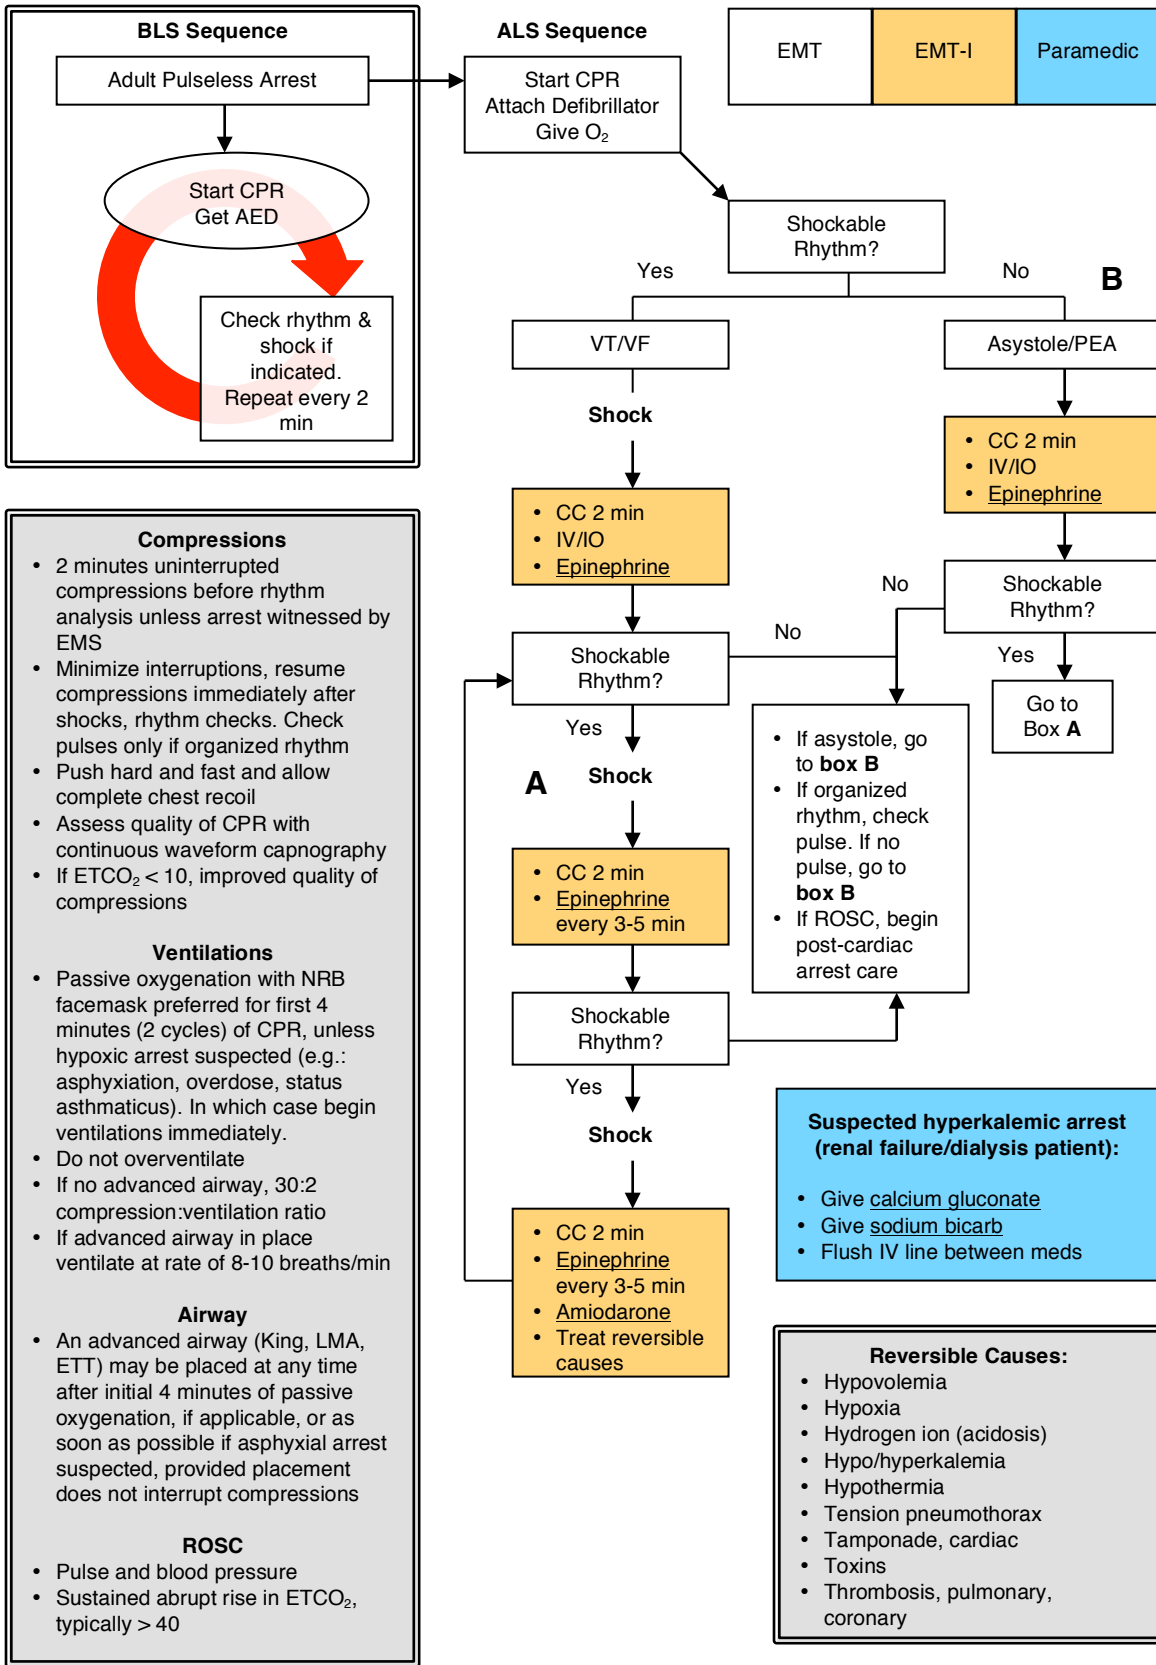 BLS Sequence
Adult Pulseless Arrest
Start CPR
Get AED
Check rhythm &
shock if
indicated.
Repeat every 2
min
ALS Sequence
Start CPR
Attach Defibrillator
Give O₂
EMT
EMT-I
Paramedic
Shockable
Rhythm?
Yes
No
B
VT/VF
Asystole/PEA
Shock
• CC 2 min
• IV/IO
• Epinephrine
• CC 2 min
• IV/IO
• Epinephrine
Shockable
Rhythm?
No
Yes
Go to
Box A
Shockable
Rhythm?
No
Yes
A
Shock
• If asystole, go
to box B
• If organized
rhythm, check
pulse. If no
pulse, go to
box B
• If ROSC, begin
post-cardiac
arrest care
• CC 2 min
• Epinephrine
every 3-5 min
Shockable
Rhythm?
Yes
Shock
• CC 2 min
• Epinephrine
every 3-5 min
• Amiodarone
• Treat reversible
causes
Suspected hyperkalemic arrest
(renal failure/dialysis patient):
• Give calcium gluconate
• Give sodium bicarb
• Flush IV line between meds
Reversible Causes:
• Hypovolemia
• Hypoxia
• Hydrogen ion (acidosis)
• Hypo/hyperkalemia
• Hypothermia
• Tension pneumothorax
• Tamponade, cardiac
• Toxins
• Thrombosis, pulmonary,
coronary
Compressions
• 2 minutes uninterrupted
compressions before rhythm
analysis unless arrest witnessed by
EMS
• Minimize interruptions, resume
compressions immediately after
shocks, rhythm checks. Check
pulses only if organized rhythm
• Push hard and fast and allow
complete chest recoil
• Assess quality of CPR with
continuous waveform capnography
• If ETCO₂ < 10, improved quality of
compressions
Ventilations
• Passive oxygenation with NRB
facemask preferred for first 4
minutes (2 cycles) of CPR, unless
hypoxic arrest suspected (e.g.:
asphyxiation, overdose, status
asthmaticus). In which case begin
ventilations immediately.
• Do not overventilate
• If no advanced airway, 30:2
compression:ventilation ratio
• If advanced airway in place
ventilate at rate of 8-10 breaths/min
Airway
• An advanced airway (King, LMA,
ETT) may be placed at any time
after initial 4 minutes of passive
oxygenation, if applicable, or as
soon as possible if asphyxial arrest
suspected, provided placement
does not interrupt compressions
ROSC
• Pulse and blood pressure
• Sustained abrupt rise in ETCO₂,
typically > 40